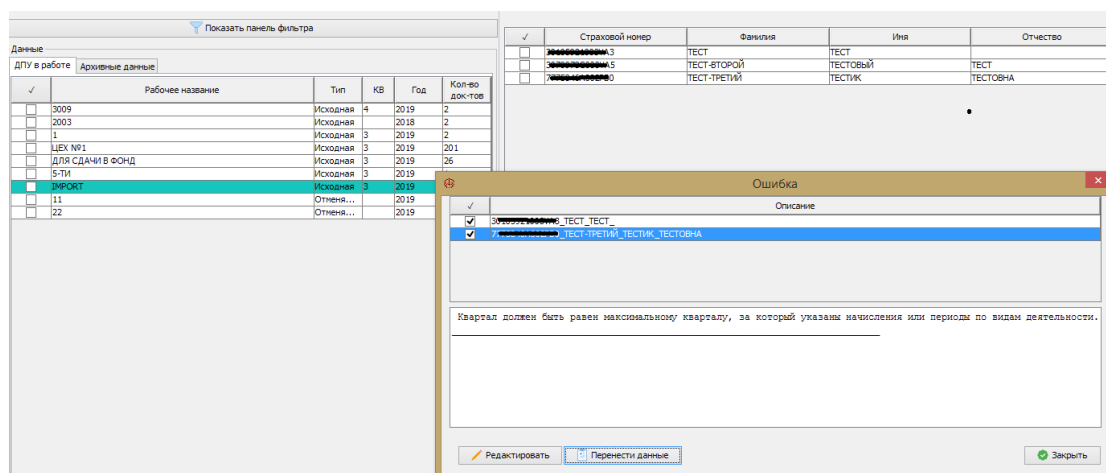 Показать панель фильтра
Данные
ДПУ в работе Архивные данные
✓ Рабочее название Тип КВ Год Кол-во док-тов
3009 Исходная 4 2019 2
2003 Исходная 2018 2
1 Исходная 3 2019 2
ЦЕХ №1 Исходная 3 2019 201
ДЛЯ СДАЧИ В ФОНД Исходная 3 2019 26
5-ТИ Исходная 3 2019
IMPORT Исходная 3 2019
11 Отменя... 2019
22 Отменя... 2019
✓ Страховой номер Фамилия Имя Отчество
ТЕСТ ТЕСТ
ТЕСТ-ВТОРОЙ ТЕСТОВЫЙ ТЕСТ
ТЕСТ-ТРЕТИЙ ТЕСТИК ТЕСТОВНА
Ошибка
✓ Описание
_ТЕСТ_ТЕСТ_
_ТЕСТ-ТРЕТИЙ_ТЕСТИК_ТЕСТОВНА
Квартал должен быть равен максимальному кварталу, за который указаны начисления или периоды по видам деятельности.
Редактировать Перенести данные Закрыть